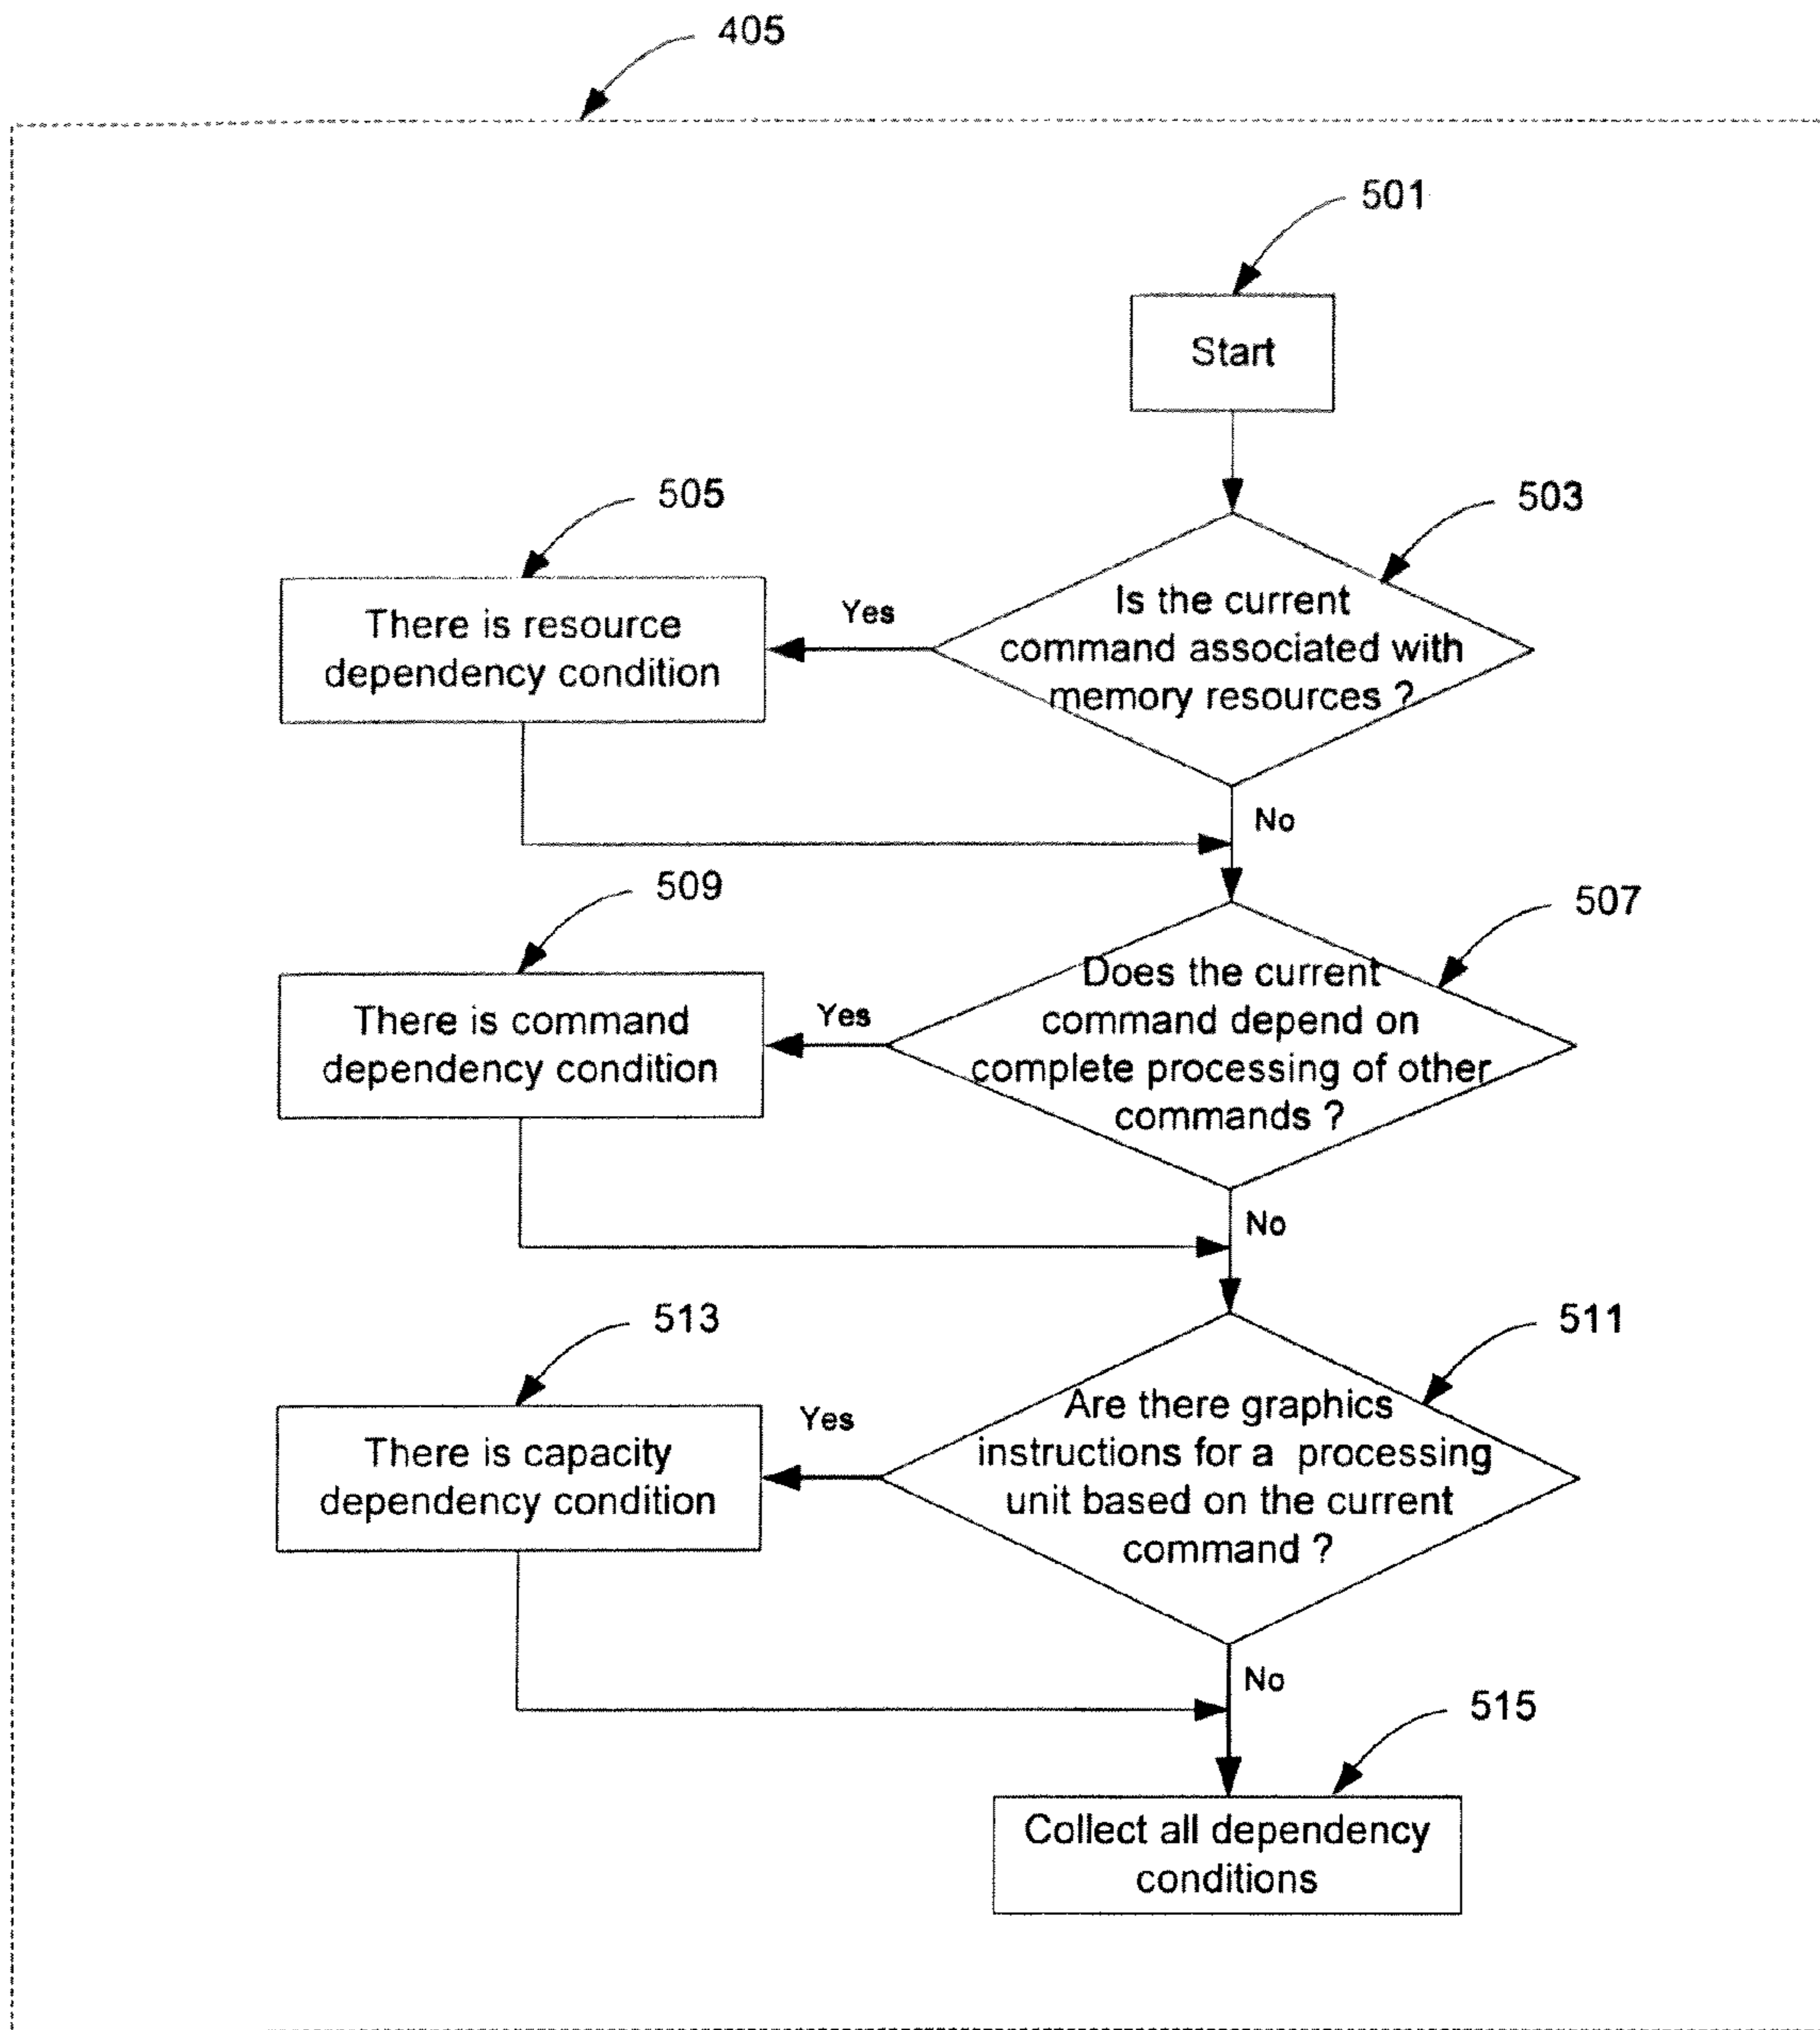 405
501
Start
505
503
There is resource
dependency condition
Yes
Is the current
command associated with
memory resources ?
No
509
507
There is command
dependency condition
Yes
Does the current
command depend on
complete processing of other
commands ?
No
513
511
There is capacity
dependency condition
Yes
Are there graphics
instructions for a processing
unit based on the current
command ?
No
515
Collect all dependency
conditions